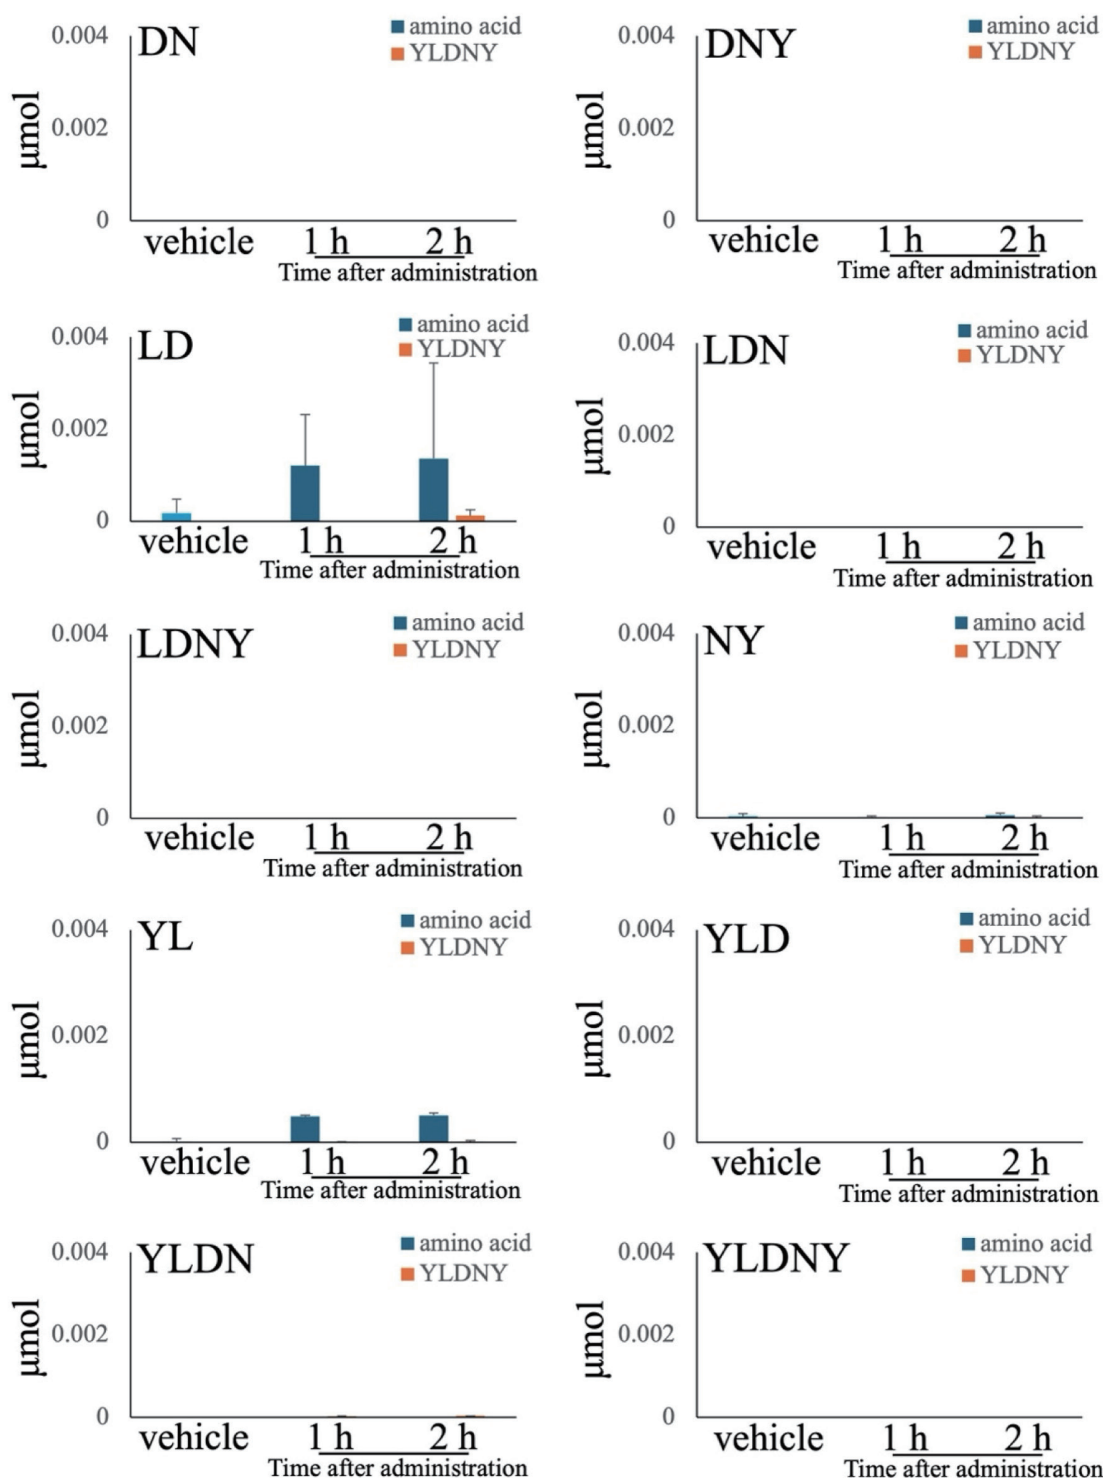 DN
amino acid
YLDNY
µmol
0.004
0.002
0
vehicle 1 h 2 h
Time after administration
DNY
amino acid
YLDNY
µmol
0.004
0.002
0
vehicle 1 h 2 h
Time after administration
LD
amino acid
YLDNY
µmol
0.004
0.002
0
vehicle 1 h 2 h
Time after administration
LDN
amino acid
YLDNY
µmol
0.004
0.002
0
vehicle 1 h 2 h
Time after administration
LDNY
amino acid
YLDNY
µmol
0.004
0.002
0
vehicle 1 h 2 h
Time after administration
NY
amino acid
YLDNY
µmol
0.004
0.002
0
vehicle 1 h 2 h
Time after administration
YL
amino acid
YLDNY
µmol
0.004
0.002
0
vehicle 1 h 2 h
Time after administration
YLD
amino acid
YLDNY
µmol
0.004
0.002
0
vehicle 1 h 2 h
Time after administration
YLDN
amino acid
YLDNY
µmol
0.004
0.002
0
vehicle 1 h 2 h
Time after administration
YLDNY
amino acid
YLDNY
µmol
0.004
0.002
0
vehicle 1 h 2 h
Time after administration